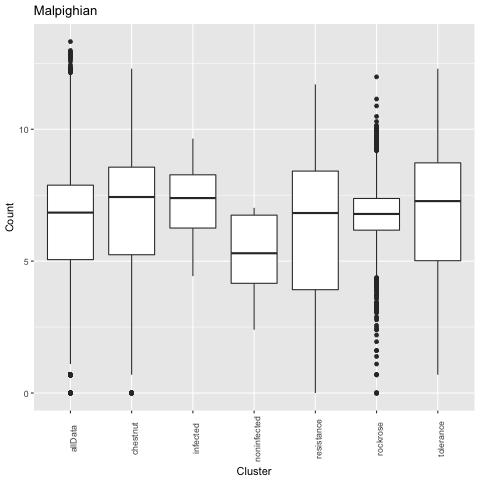 Malpighian
Count
10
5
0
allData
chestnut
infected
noninfected
resistance
rockrose
tolerance
Cluster